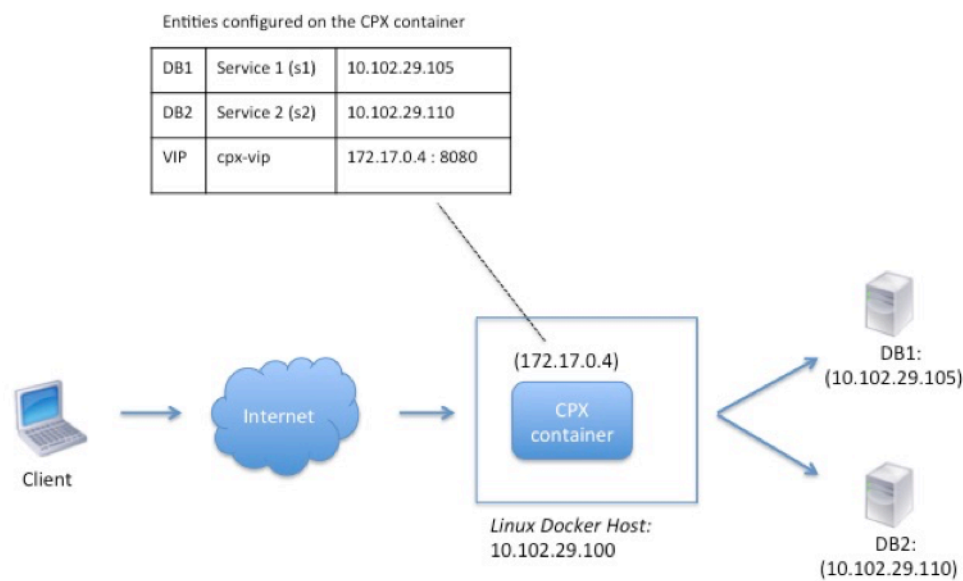 Entities configured on the CPX container
DB1 Service 1 (s1) 10.102.29.105
DB2 Service 2 (s2) 10.102.29.110
VIP cpx-vip 172.17.0.4 : 8080
(172.17.0.4)
CPX
container
Internet
Client
Linux Docker Host:
10.102.29.100
DB1:
(10.102.29.105)
DB2:
(10.102.29.110)